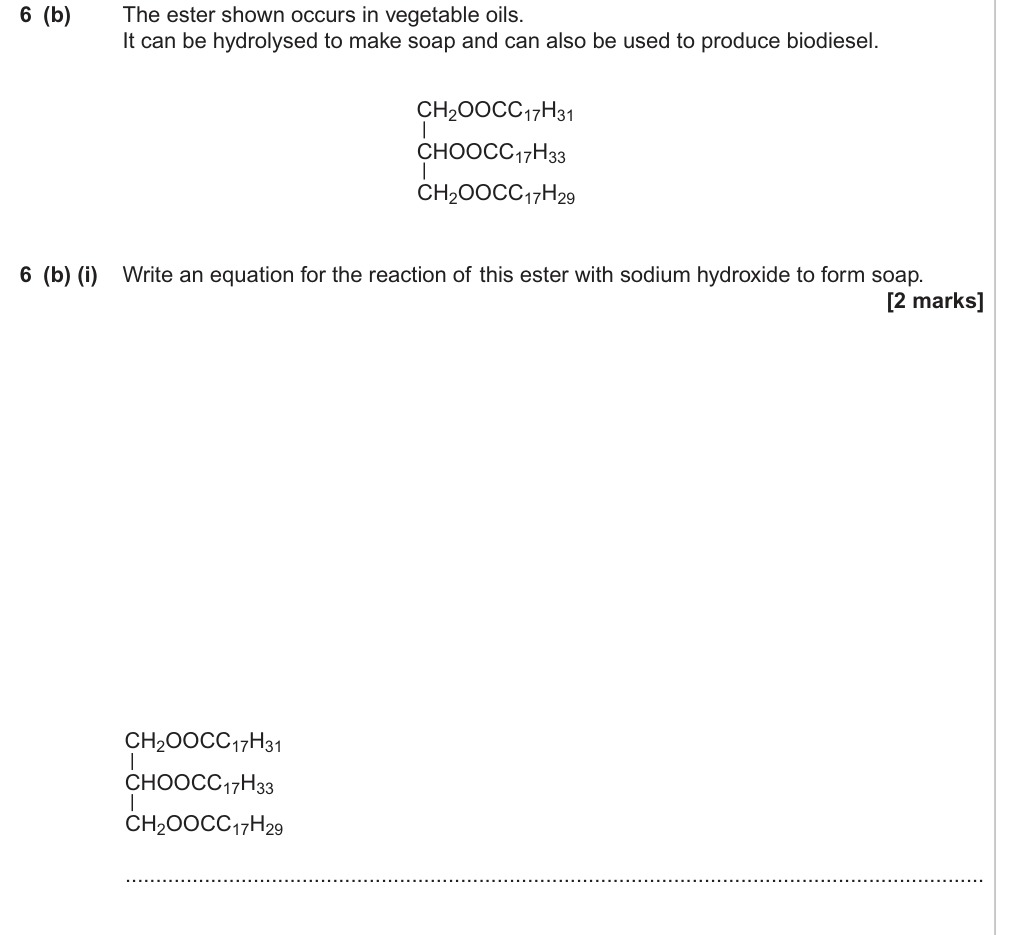 6 (b) The ester shown occurs in vegetable oils.
It can be hydrolysed to make soap and can also be used to produce biodiesel.
CH₂OOCC₁₇H₃₁
|
CHOOCC₁₇H₃₃
|
CH₂OOCC₁₇H₂₉
6 (b) (i) Write an equation for the reaction of this ester with sodium hydroxide to form soap.
[2 marks]
CH₂OOCC₁₇H₃₁
|
CHOOCC₁₇H₃₃
|
CH₂OOCC₁₇H₂₉